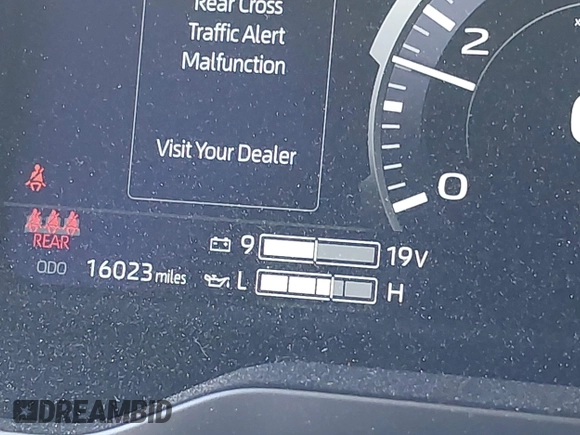 Rear Cross
Traffic Alert
Malfunction
Visit Your Dealer
2
0
REAR
ODO 16023 miles
9 19V
L H
DREAMBID